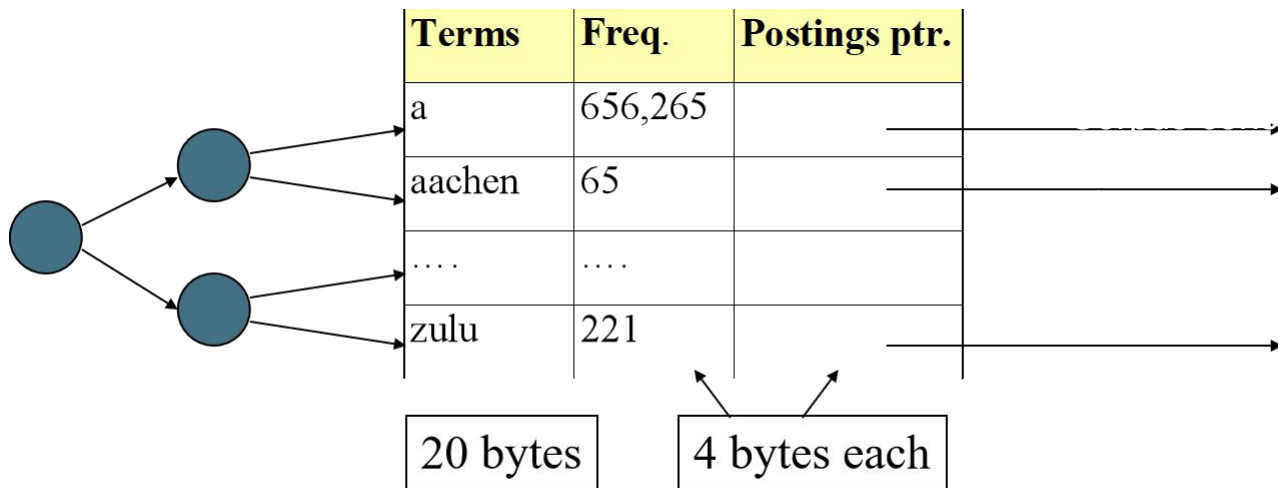 Terms Freq. Postings ptr.
a 656,265
aachen 65
.... ....
zulu 221
20 bytes 4 bytes each